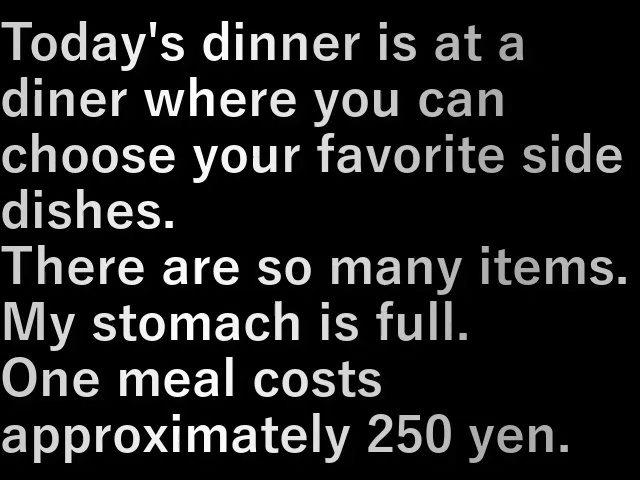 Today's dinner is at a
diner where you can
choose your favorite side
dishes.
There are so many items.
My stomach is full.
One meal costs
approximately 250 yen.